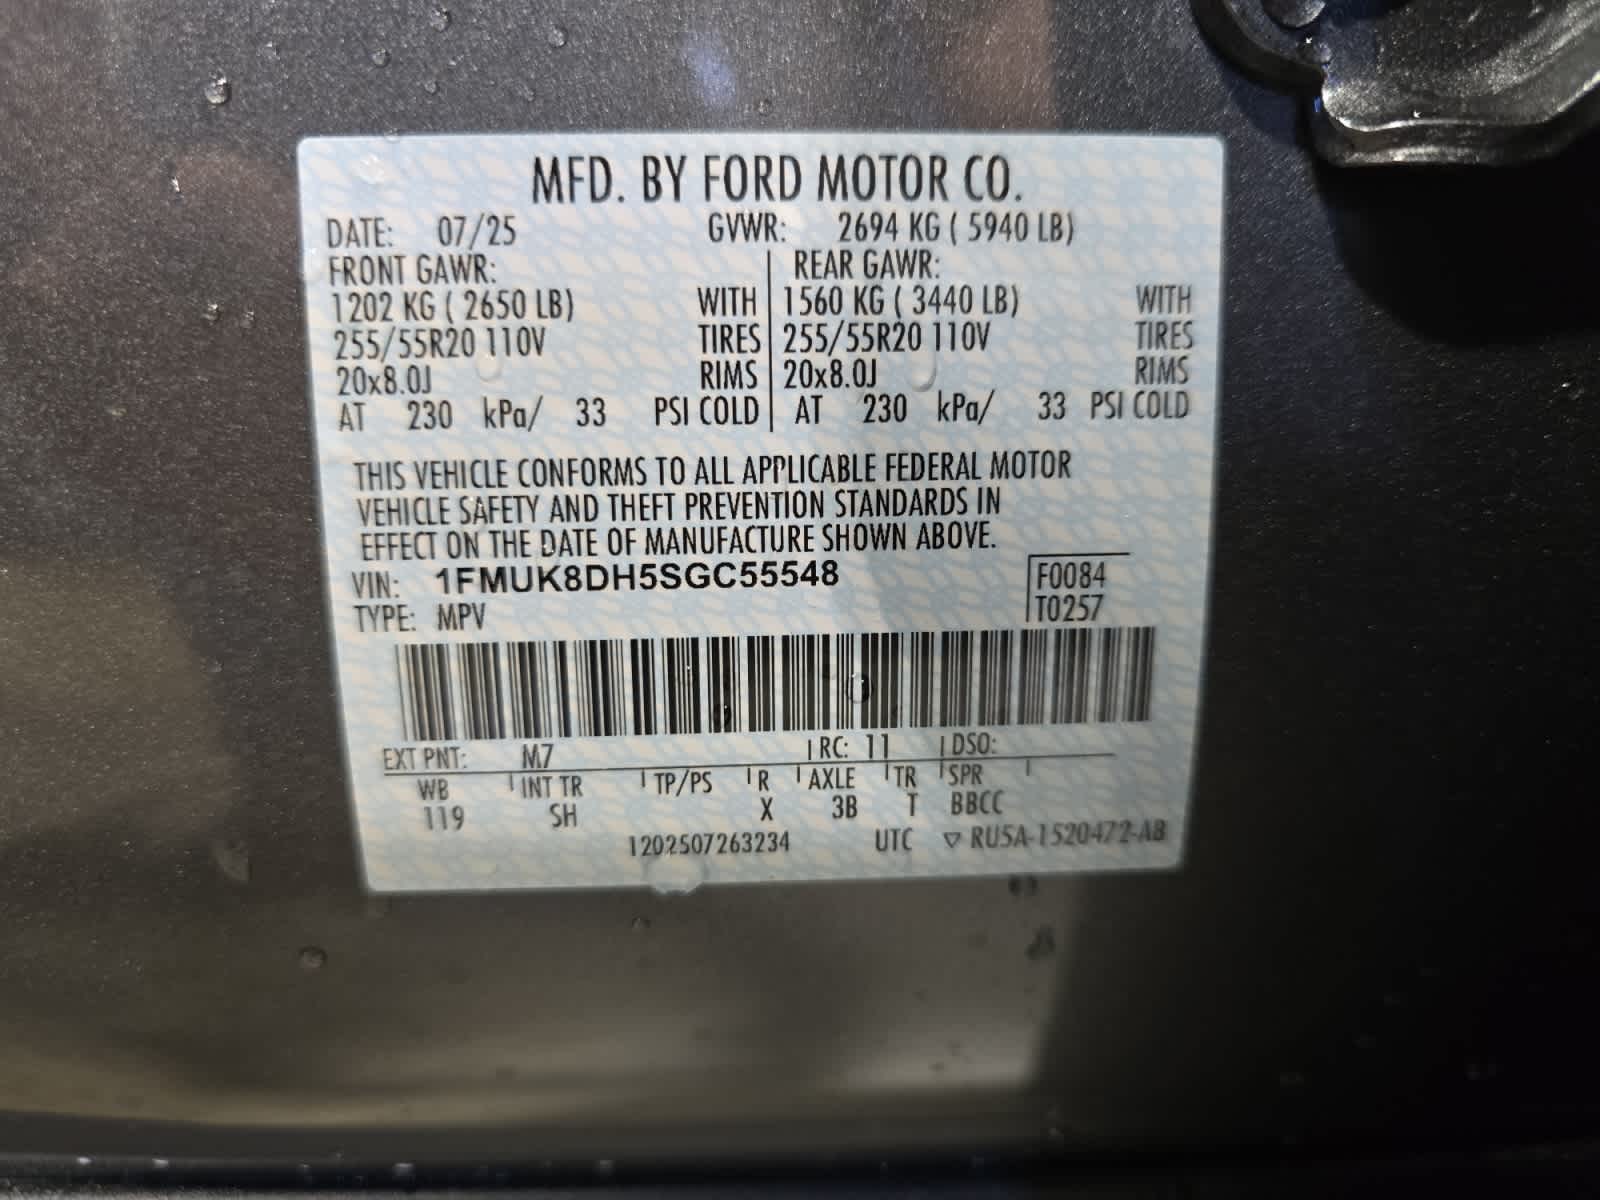 MFD. BY FORD MOTOR CO.
DATE: 07/25 GVWR: 2694 KG ( 5940 LB)
FRONT GAWR: REAR GAWR:
1202 KG ( 2650 LB) WITH 1560 KG ( 3440 LB) WITH
255/55R20 110V TIRES 255/55R20 110V TIRES
20x8.0J RIMS 20x8.0J RIMS
AT 230 kPa/ 33 PSI COLD AT 230 kPa/ 33 PSI COLD
THIS VEHICLE CONFORMS TO ALL APPLICABLE FEDERAL MOTOR
VEHICLE SAFETY AND THEFT PREVENTION STANDARDS IN
EFFECT ON THE DATE OF MANUFACTURE SHOWN ABOVE.
VIN: 1FMUK8DH5SGC55548 F0084
TYPE: MPV T0257
EXT PNT: M7 RC: 11 DSO:
WB INT TR TP/PS R AXLE TR SPR
119 SH X 3B T BBCC
1202507263234 UTC ▽ RU5A-1520472-AB